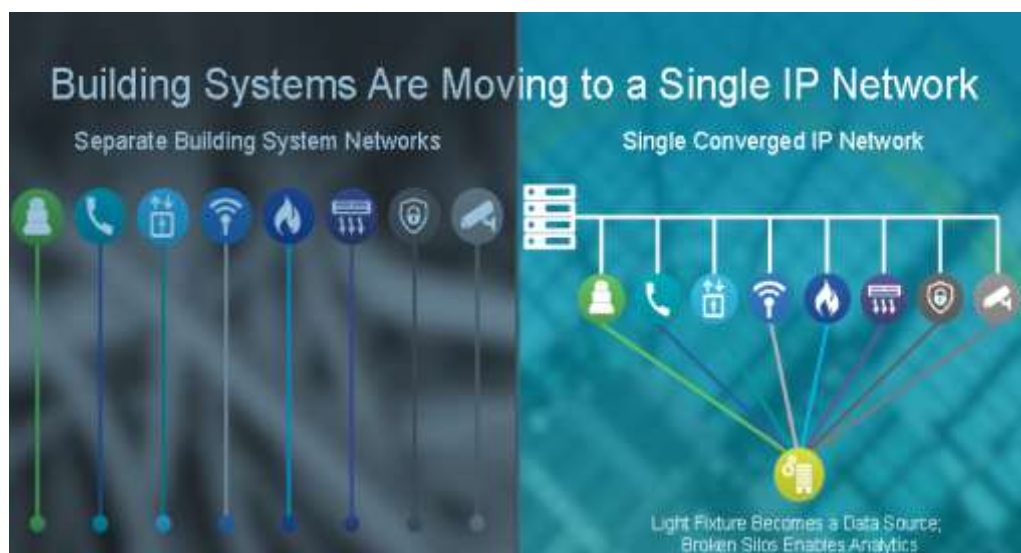 Building Systems Are Moving to a Single IP Network
Separate Building System Networks
Single Converged IP Network
Light Fixture Becomes a Data Source;
Broken Silos Enables Analytics